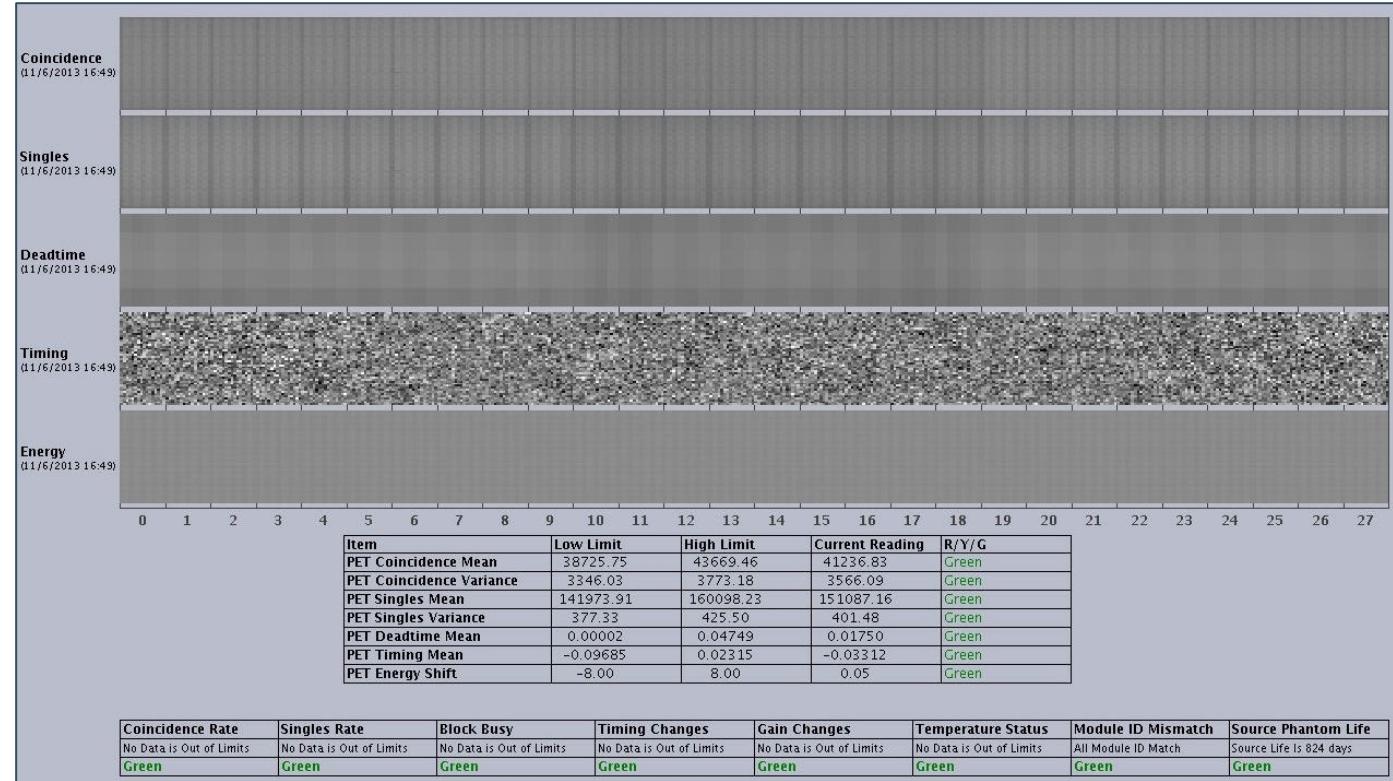 Coincidence
(11/6/2013 16:49)
Singles
(11/6/2013 16:49)
Deadtime
(11/6/2013 16:49)
Timing
(11/6/2013 16:49)
Energy
(11/6/2013 16:49)
0 1 2 3 4 5 6 7 8 9 10 11 12 13 14 15 16 17 18 19 20 21 22 23 24 25 26 27
Item Low Limit High Limit Current Reading R/Y/G
PET Coincidence Mean 38725.75 43669.46 41236.83 Green
PET Coincidence Variance 3346.03 3773.18 3566.09 Green
PET Singles Mean 141973.91 160098.23 151087.16 Green
PET Singles Variance 377.33 425.50 401.48 Green
PET Deadtime Mean 0.00002 0.04749 0.01750 Green
PET Timing Mean -0.09685 0.02315 -0.03312 Green
PET Energy Shift -8.00 8.00 0.05 Green
Coincidence Rate Singles Rate Block Busy Timing Changes Gain Changes Temperature Status Module ID Mismatch Source Phantom Life
No Data is Out of Limits No Data is Out of Limits No Data is Out of Limits No Data is Out of Limits No Data is Out of Limits No Data is Out of Limits All Module ID Match Source Life Is 824 days
Green Green Green Green Green Green Green Green